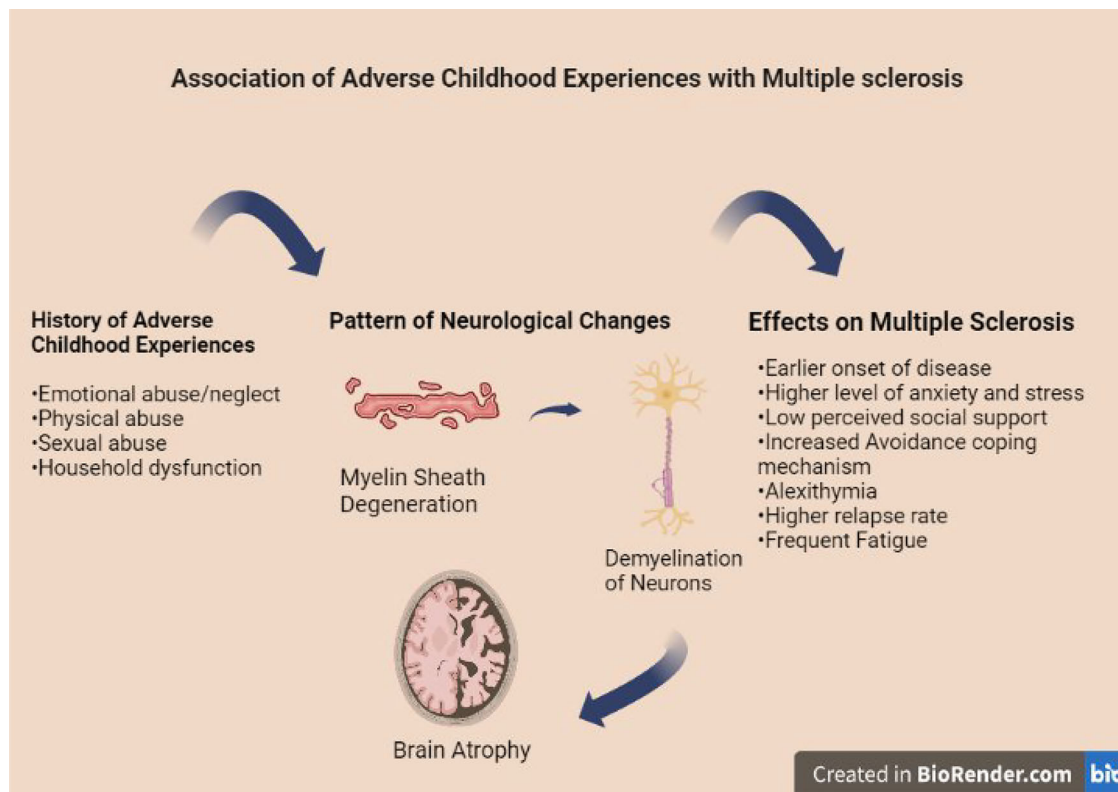 Association of Adverse Childhood Experiences with Multiple sclerosis
History of Adverse
Childhood Experiences
•Emotional abuse/neglect
•Physical abuse
•Sexual abuse
•Household dysfunction
Pattern of Neurological Changes
Myelin Sheath
Degeneration
Demyelination
of Neurons
Brain Atrophy
Effects on Multiple Sclerosis
•Earlier onset of disease
•Higher level of anxiety and stress
•Low perceived social support
•Increased Avoidance coping
mechanism
•Alexithymia
•Higher relapse rate
•Frequent Fatigue
Created in BioRender.com bio